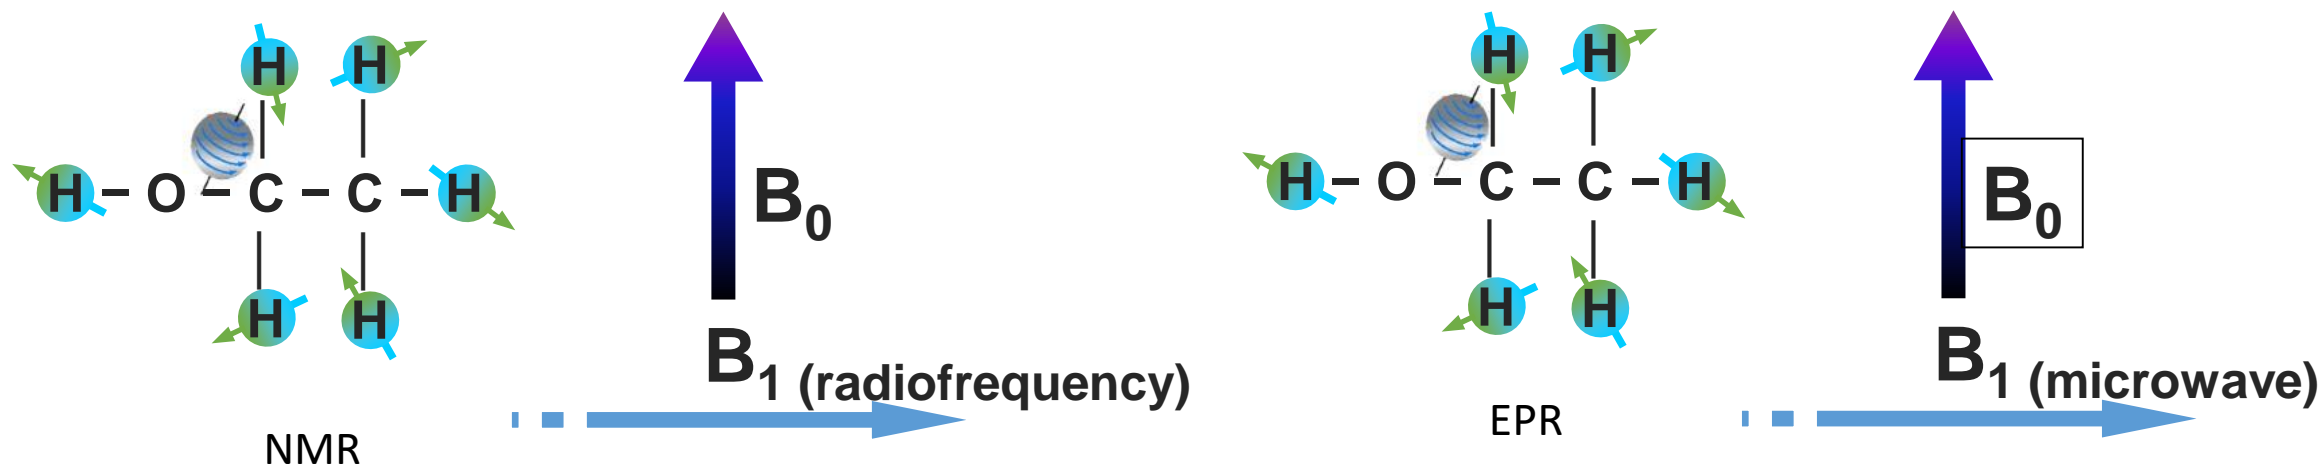 H H
H – O – C – C – H
H H
B0
B1 (radiofrequency)
NMR
H H
H – O – C – C – H
H H
B0
B1 (microwave)
EPR